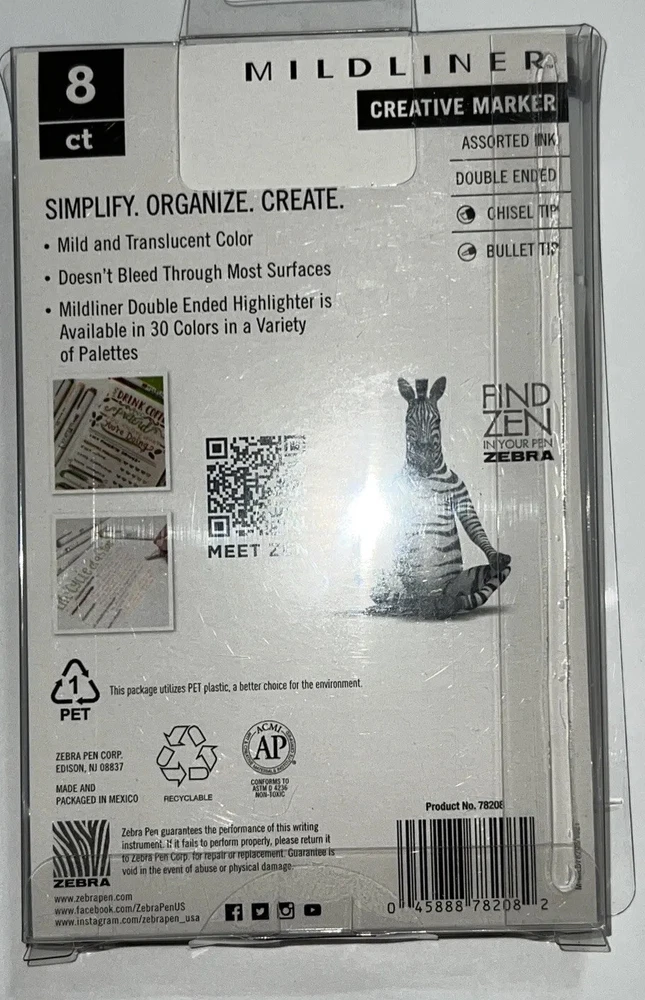 8
ct
MILDLINER
CREATIVE MARKER
ASSORTED INK
DOUBLE ENDED
CHISEL TIP
BULLET TIP
SIMPLIFY. ORGANIZE. CREATE.
• Mild and Translucent Color
• Doesn't Bleed Through Most Surfaces
• Mildliner Double Ended Highlighter is
Available in 30 Colors in a Variety
of Palettes
DRINK
You're Doing?
MEET
FIND
ZEN
IN YOUR PEN
ZEBRA
1
PET
This package utilizes PET plastic, a better choice for the environment.
ZEBRA PEN CORP.
EDISON, NJ 08837
MADE AND
PACKAGED IN MEXICO
RECYCLABLE
ACMI
AP
CONFORMS TO
ASTM D 4236
NON-TOXIC
Product No. 78208
Zebra Pen guarantees the performance of this writing
instrument. If it fails to perform properly, please return it
to Zebra Pen Corp. for repair or replacement. Guarantee is
void in the event of abuse or physical damage.
ZEBRA
www.zebrapen.com
www.facebook.com/ZebraPenUS
www.instagram.com/zebrapen_usa
0 45888 78208 2